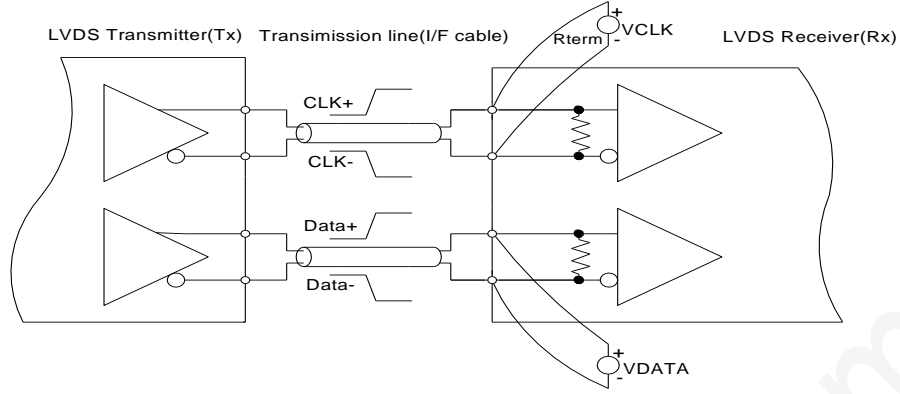 LVDS Transmitter(Tx)
Transimission line(I/F cable)
+
VCLK
-
Rterm
LVDS Receiver(Rx)
CLK+
CLK-
Data+
Data-
+
VDATA
-